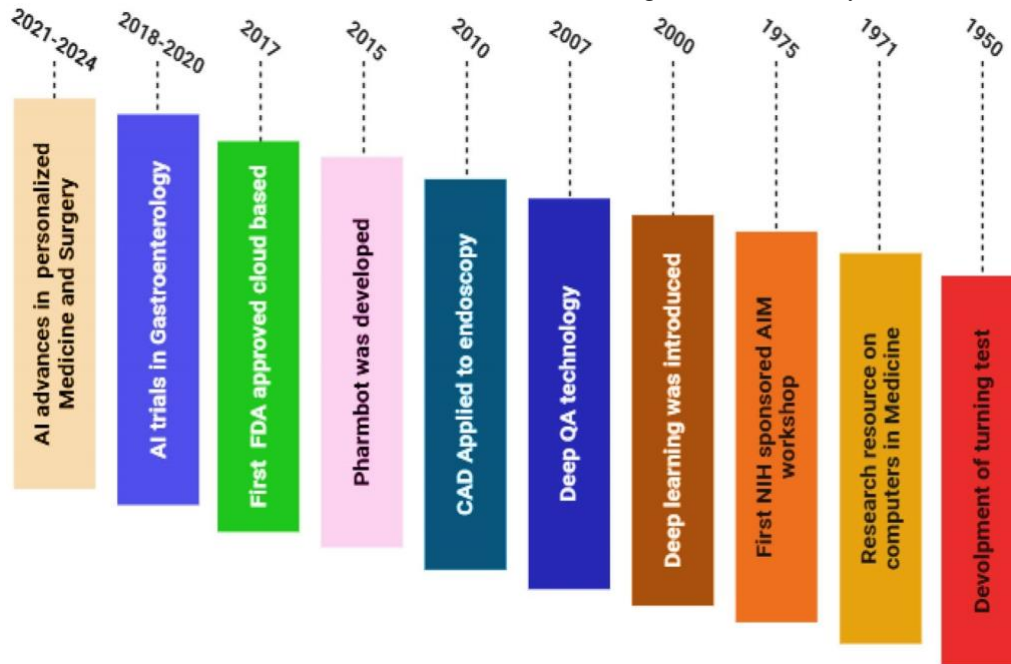 2021-2024
2018-2020
2017
2015
2010
2007
2000
1975
1971
1950
AI advances in personalized
Medicine and Surgery
AI trials in Gastroenterology
First FDA approved cloud based
Pharmbot was developed
CAD Applied to endoscopy
Deep QA technology
Deep learning was introduced
First NIH sponsored AIM
workshop
Research resource on
computers in Medicine
Devolpment of turning test